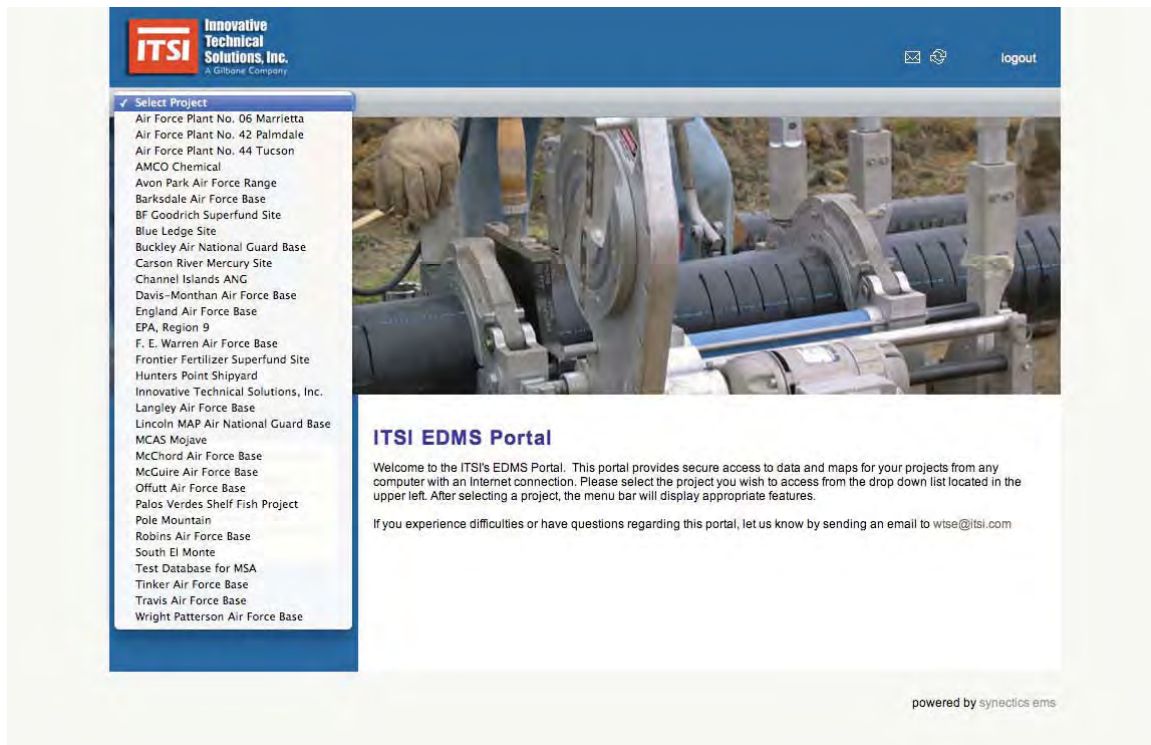 Innovative
Technical
Solutions, Inc.
A Gilbane Company
ITSI
logout
✓ Select Project
Air Force Plant No. 06 Marrietta
Air Force Plant No. 42 Palmdale
Air Force Plant No. 44 Tucson
AMCO Chemical
Avon Park Air Force Range
Barksdale Air Force Base
BF Goodrich Superfund Site
Blue Ledge Site
Buckley Air National Guard Base
Carson River Mercury Site
Channel Islands ANG
Davis-Monthan Air Force Base
England Air Force Base
EPA, Region 9
F. E. Warren Air Force Base
Frontier Fertilizer Superfund Site
Hunters Point Shipyard
Innovative Technical Solutions, Inc.
Langley Air Force Base
Lincoln MAP Air National Guard Base
MCAS Mojave
McChord Air Force Base
McGuire Air Force Base
Offutt Air Force Base
Palos Verdes Shelf Fish Project
Pole Mountain
Robins Air Force Base
South El Monte
Test Database for MSA
Tinker Air Force Base
Travis Air Force Base
Wright Patterson Air Force Base
ITSI EDMS Portal
Welcome to the ITSI's EDMS Portal. This portal provides secure access to data and maps for your projects from any
computer with an Internet connection. Please select the project you wish to access from the drop down list located in the
upper left. After selecting a project, the menu bar will display appropriate features.
If you experience difficulties or have questions regarding this portal, let us know by sending an email to wtse@itsi.com
powered by synectics ems